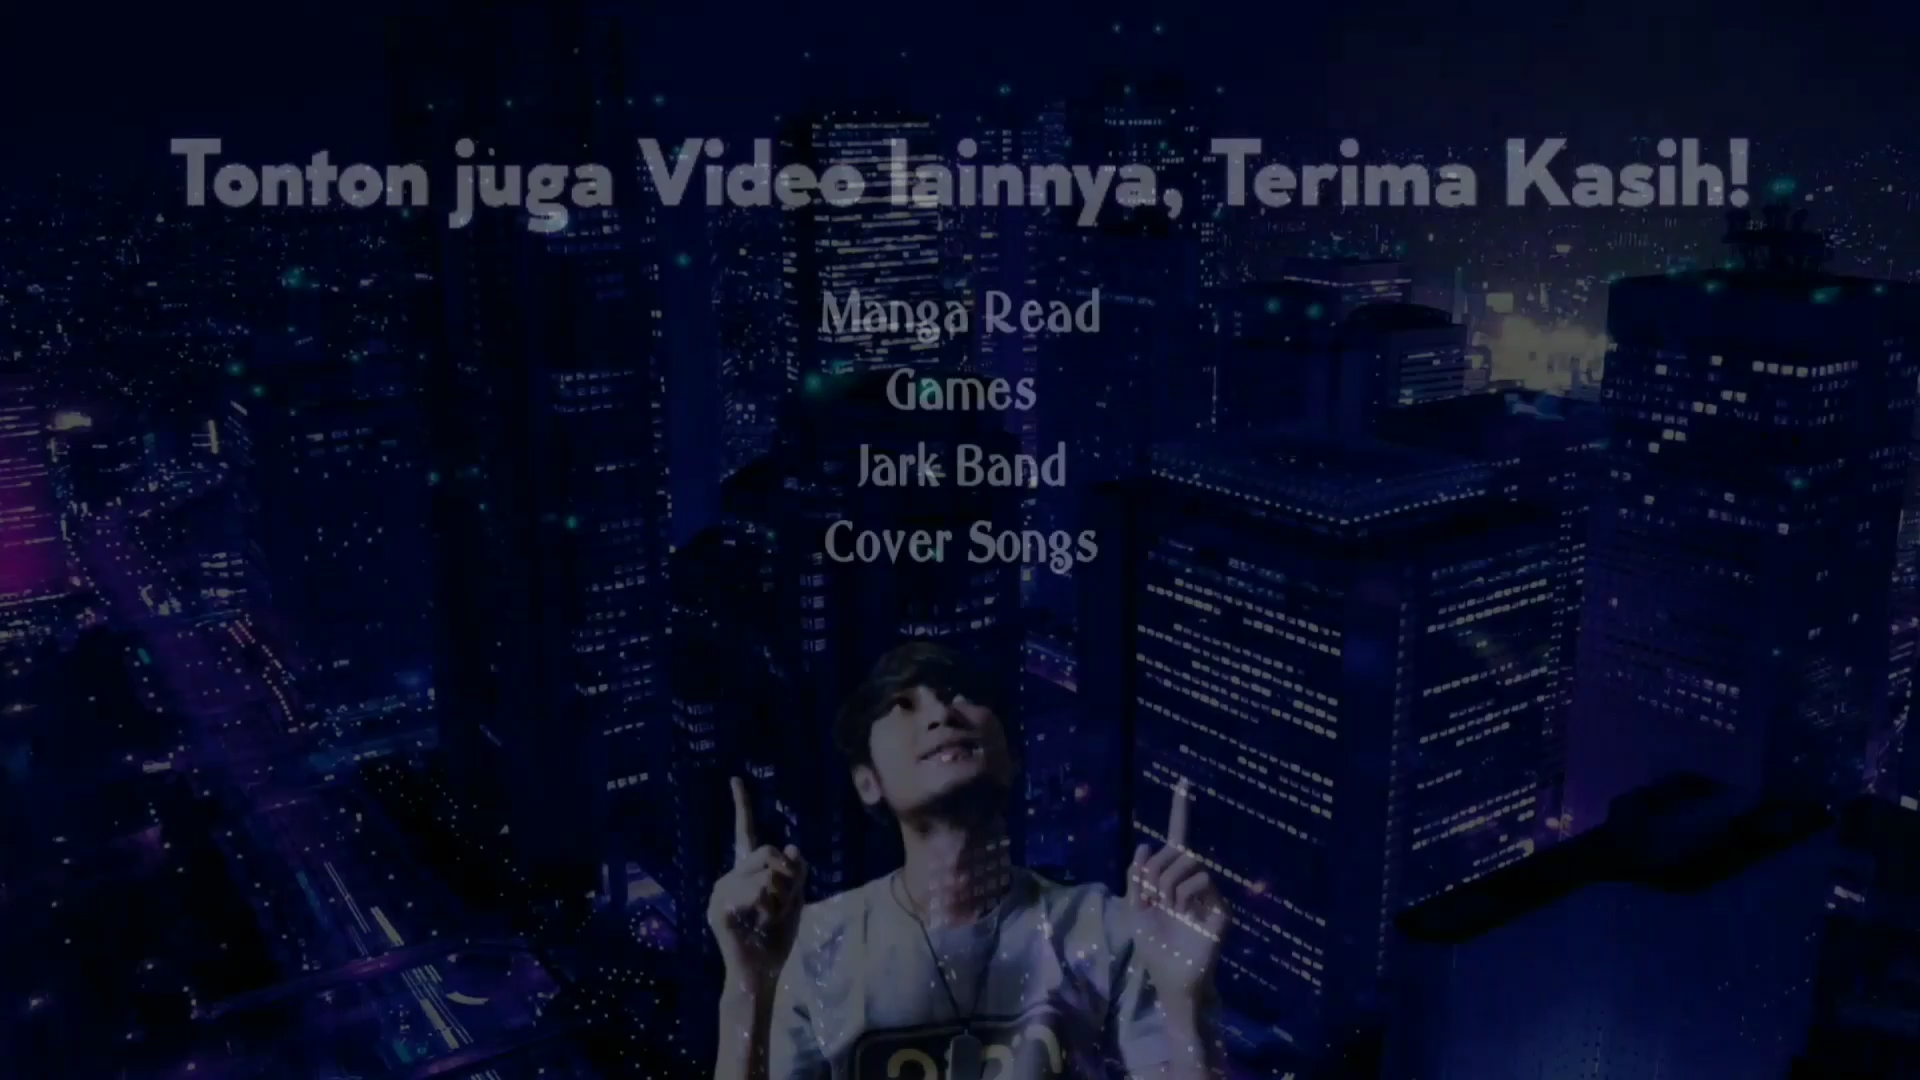 Tonton juga Video lainnya, Terima Kasih!
Manga Read
Games
Jark Band
Cover Songs